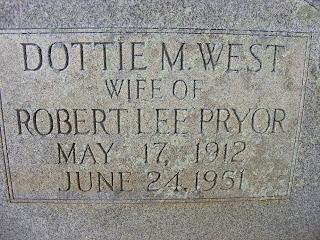 DOTTIE M. WEST
WIFE OF
ROBERT LEE PRYOR
MAY 17, 1912
JUNE 24, 1951